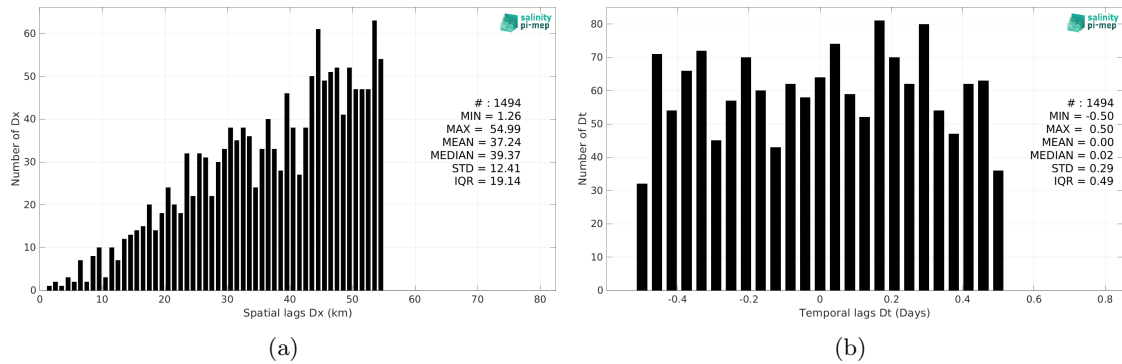 salinity
pi-mep
Number of Dx
60
50
40
30
20
10
0
# : 1494
MIN = 1.26
MAX = 54.99
MEAN = 37.24
MEDIAN = 39.37
STD = 12.41
IQR = 19.14
0 10 20 30 40 50 60 70 80
Spatial lags Dx (km)
(a)
salinity
pi-mep
Number of Dt
80
70
60
50
40
30
20
10
0
# : 1494
MIN = -0.50
MAX = 0.50
MEAN = 0.00
MEDIAN = 0.02
STD = 0.29
IQR = 0.49
-0.4 -0.2 0 0.2 0.4 0.6 0.8
Temporal lags Dt (Days)
(b)